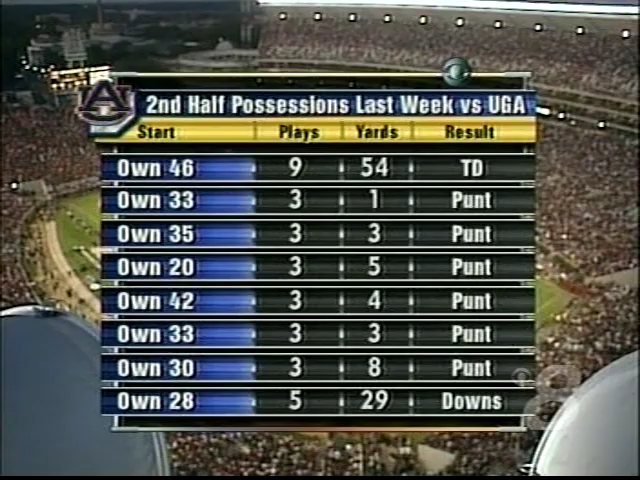 2nd Half Possessions Last Week vs UGA
Start Plays Yards Result
Own 46 9 54 TD
Own 33 3 1 Punt
Own 35 3 3 Punt
Own 20 3 5 Punt
Own 42 3 4 Punt
Own 33 3 3 Punt
Own 30 3 8 Punt
Own 28 5 29 Downs
8